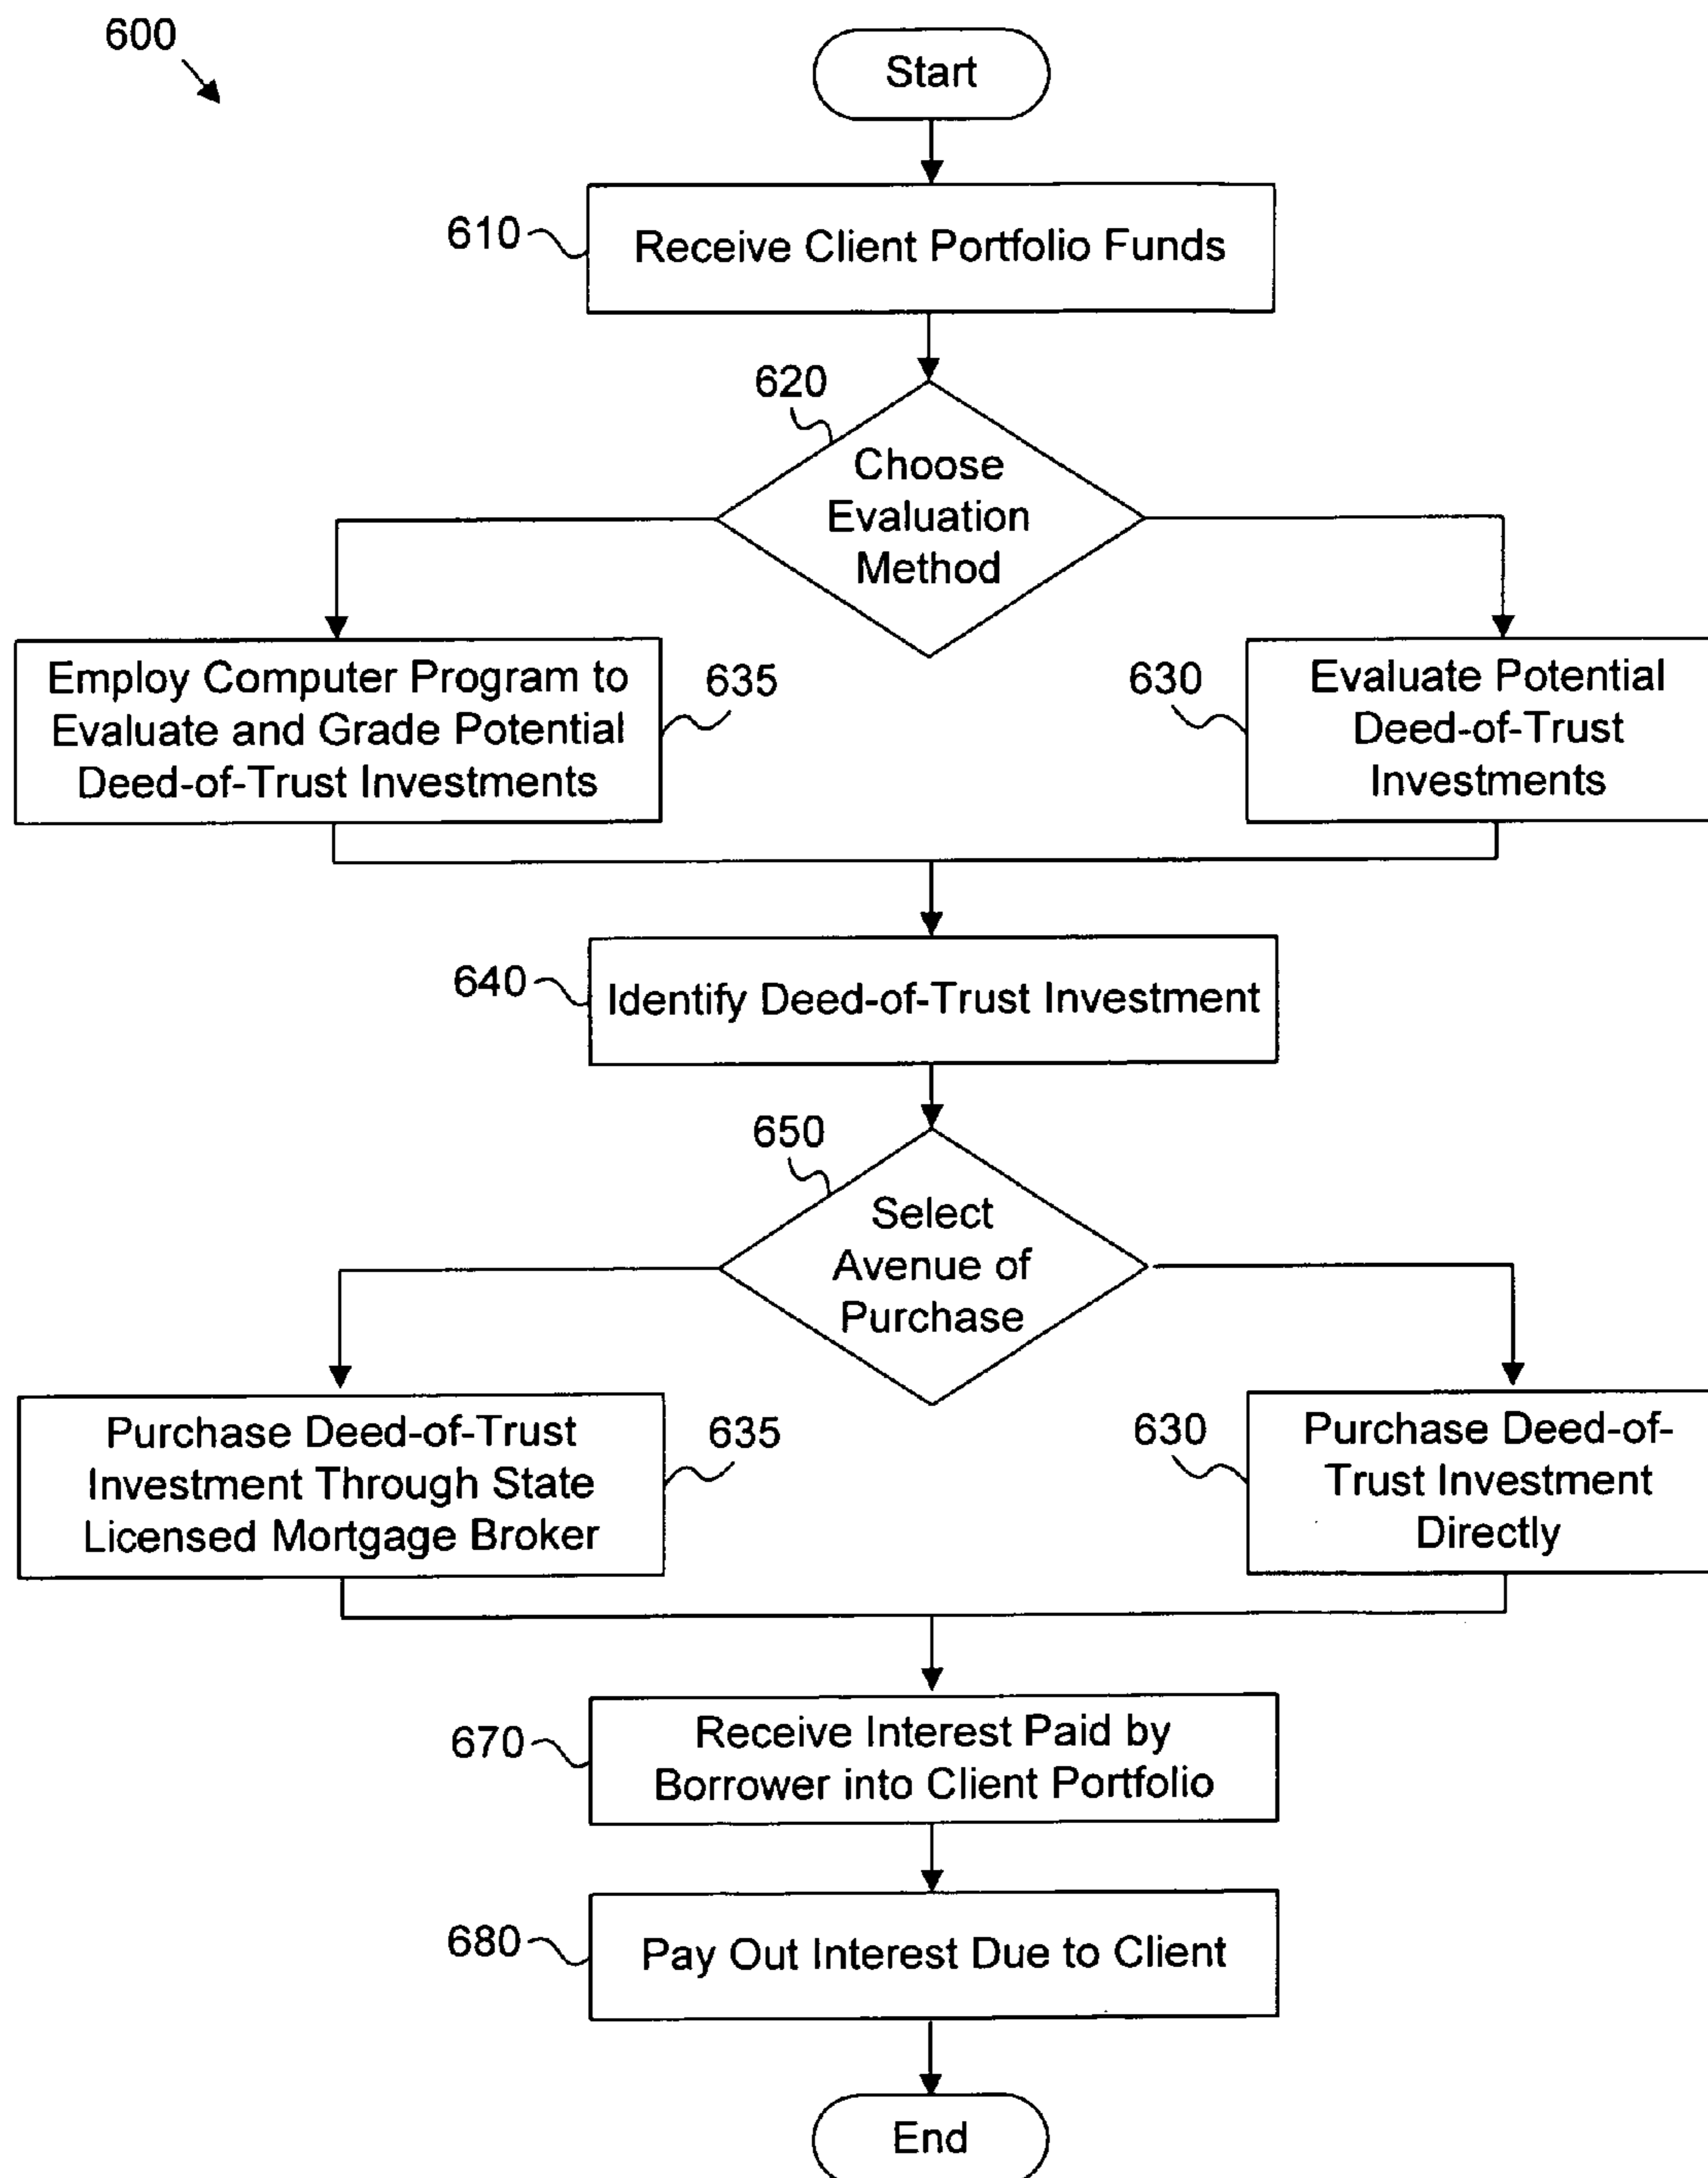 600
Start
610
Receive Client Portfolio Funds
620
Choose
Evaluation
Method
Employ Computer Program to
Evaluate and Grade Potential
Deed-of-Trust Investments
635
630
Evaluate Potential
Deed-of-Trust
Investments
640
Identify Deed-of-Trust Investment
650
Select
Avenue of
Purchase
Purchase Deed-of-Trust
Investment Through State
Licensed Mortgage Broker
635
630
Purchase Deed-of-
Trust Investment
Directly
670
Receive Interest Paid by
Borrower into Client Portfolio
680
Pay Out Interest Due to Client
End